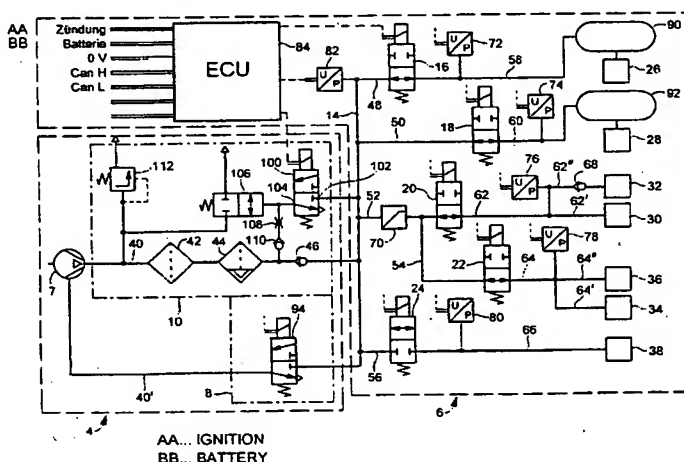 AA
BB
Zündung
Batterie
0 V
Can H
Can L
ECU
84
82
U
P
14
48
16
U
P
72
58
90
26
50
18
U
P
74
60
92
28
112
100
102
104
106
108
110
46
52
70
54
20
62
U
P
76
62"
68
32
62'
30
22
64
U
P
78
64"
36
64'
34
24
56
U
P
80
66
38
7
40
42
44
10
94
8
40'
4
6
AA... IGNITION
BB... BATTERY